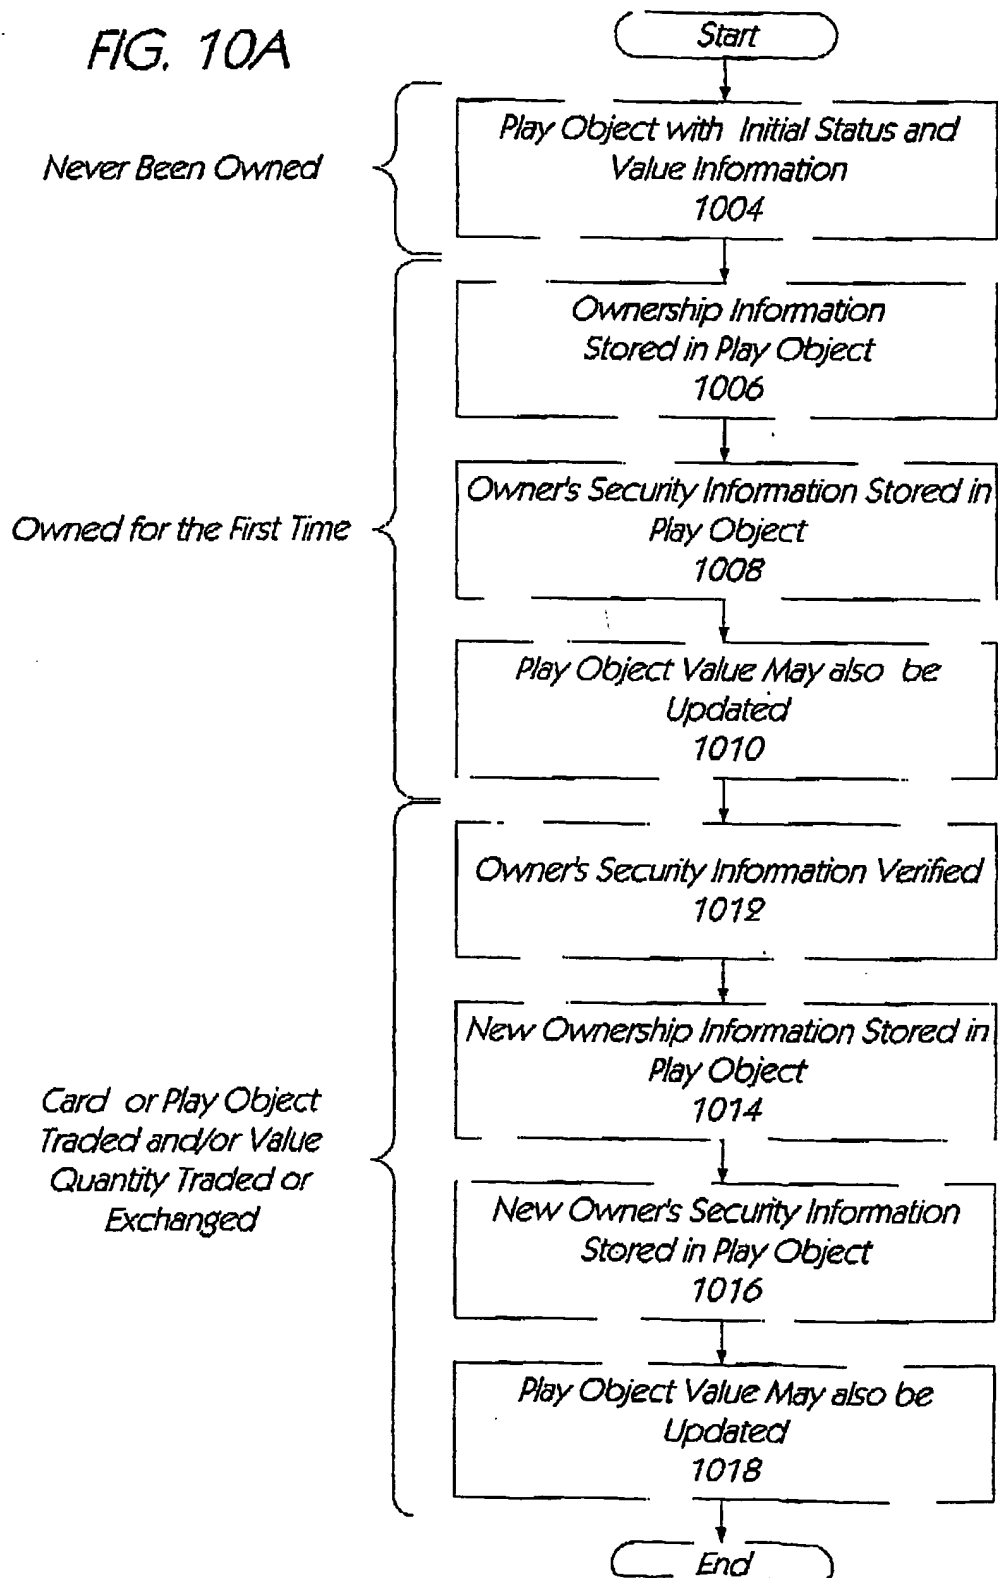 FIG. 10A
Start
Never Been Owned
Play Object with Initial Status and
Value Information
1004
Owned for the First Time
Ownership Information
Stored in Play Object
1006
Owner's Security Information Stored in
Play Object
1008
Play Object Value May also be
Updated
1010
Card or Play Object
Traded and/or Value
Quantity Traded or
Exchanged
Owner's Security Information Verified
1012
New Ownership Information Stored in
Play Object
1014
New Owner's Security Information
Stored in Play Object
1016
Play Object Value May also be
Updated
1018
End